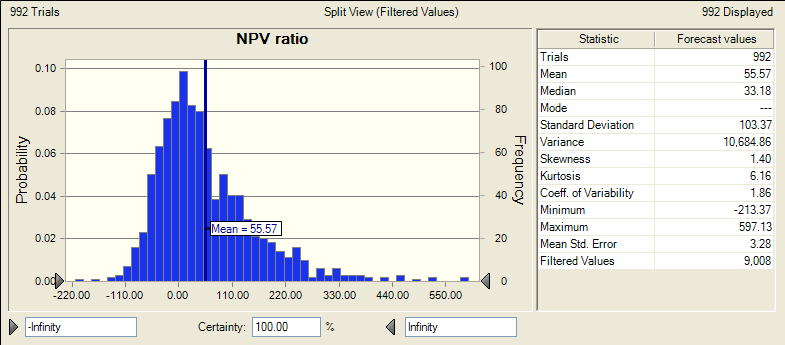 992 Trials Split View (Filtered Values) 992 Displayed
NPV ratio
Probability
0.10
0.08
0.06
0.04
0.02
0.00
Frequency
100
80
60
40
20
0
Mean = 55.57
-220.00 -110.00 0.00 110.00 220.00 330.00 440.00 550.00
Statistic Forecast values
Trials 992
Mean 55.57
Median 33.18
Mode ---
Standard Deviation 103.37
Variance 10,684.86
Skewness 1.40
Kurtosis 6.16
Coeff. of Variability 1.86
Minimum -213.37
Maximum 597.13
Mean Std. Error 3.28
Filtered Values 9,008
-Infinity Certainty: 100.00 % Infinity